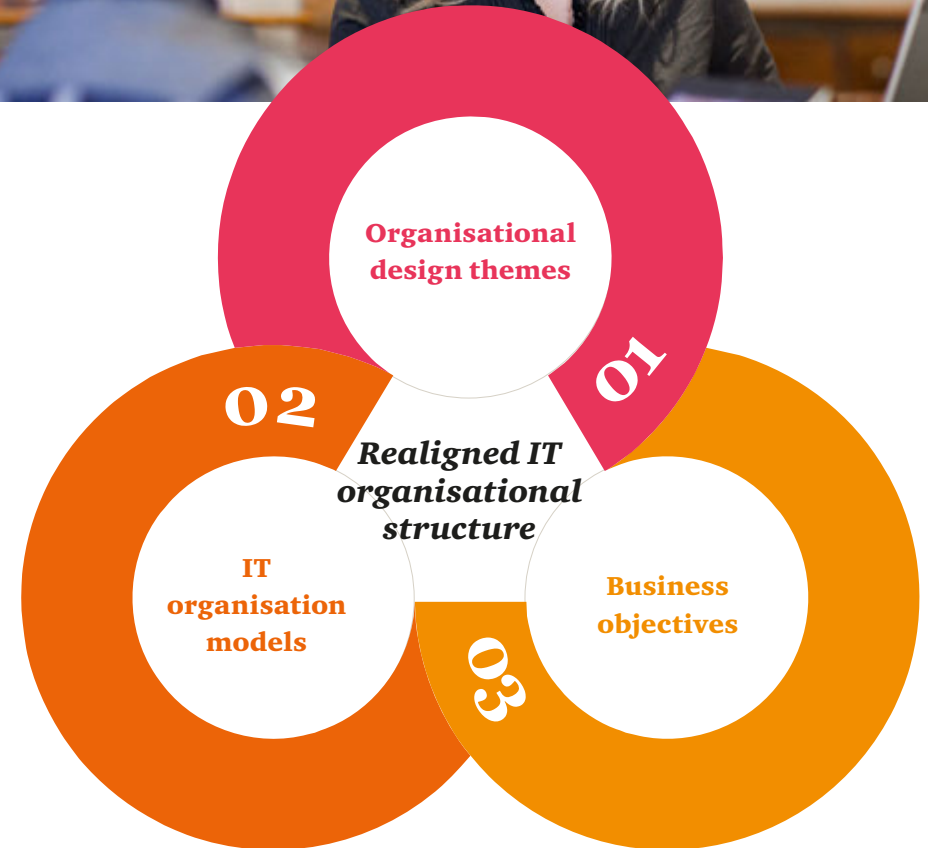 Organisational
design themes
01
02
Realigned IT
organisational
structure
IT
organisation
models
Business
objectives
03